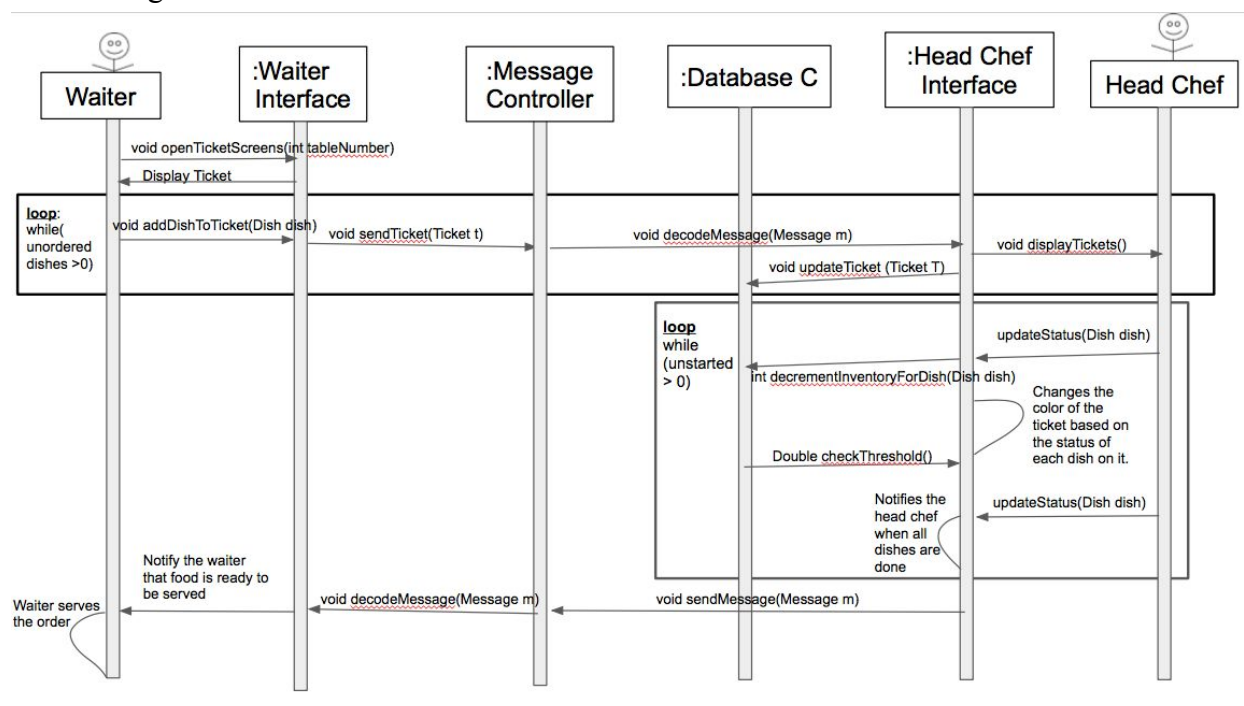 Waiter
:Waiter
Interface
:Message
Controller
:Database C
:Head Chef
Interface
Head Chef
void openTicketScreens(int tableNumber)
Display Ticket
loop:
while(
unordered
dishes >0)
void addDishToTicket(Dish dish)
void sendTicket(Ticket t)
void decodeMessage(Message m)
void displayTickets()
void updateTicket (Ticket T)
loop
while
(unstarted
> 0)
updateStatus(Dish dish)
int decrementInventoryForDish(Dish dish)
Changes the
color of the
ticket based on
the status of
each dish on it.
Double checkThreshold()
Notifies the
head chef
when all
dishes are
done
updateStatus(Dish dish)
Notify the waiter
that food is ready to
be served
void decodeMessage(Message m)
void sendMessage(Message m)
Waiter serves
the order